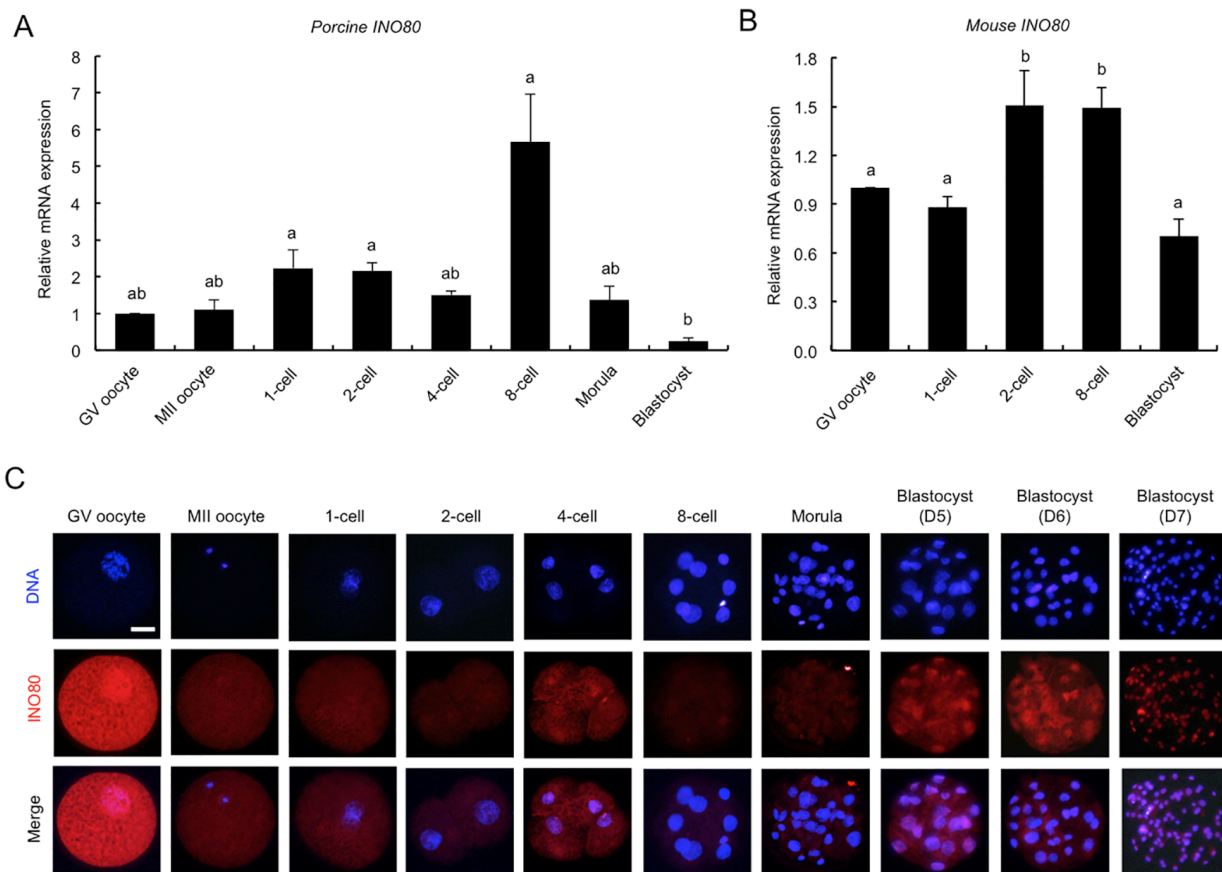 A
Porcine INO80
Relative mRNA expression
8
7
6
5
4
3
2
1
0
ab
ab
a
a
ab
a
ab
b
GV oocyte
MII oocyte
1-cell
2-cell
4-cell
8-cell
Morula
Blastocyst
B
Mouse INO80
Relative mRNA expression
1.8
1.5
1.2
0.9
0.6
0.3
0.0
a
a
b
b
a
GV oocyte
1-cell
2-cell
8-cell
Blastocyst
C
GV oocyte
MII oocyte
1-cell
2-cell
4-cell
8-cell
Morula
Blastocyst
(D5)
Blastocyst
(D6)
Blastocyst
(D7)
DNA
INO80
Merge